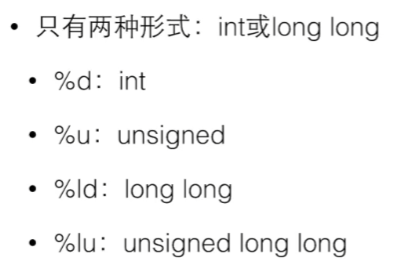 • 只有两种形式：int或long long
• %d：int
• %u：unsigned
• %ld：long long
• %lu：unsigned long long